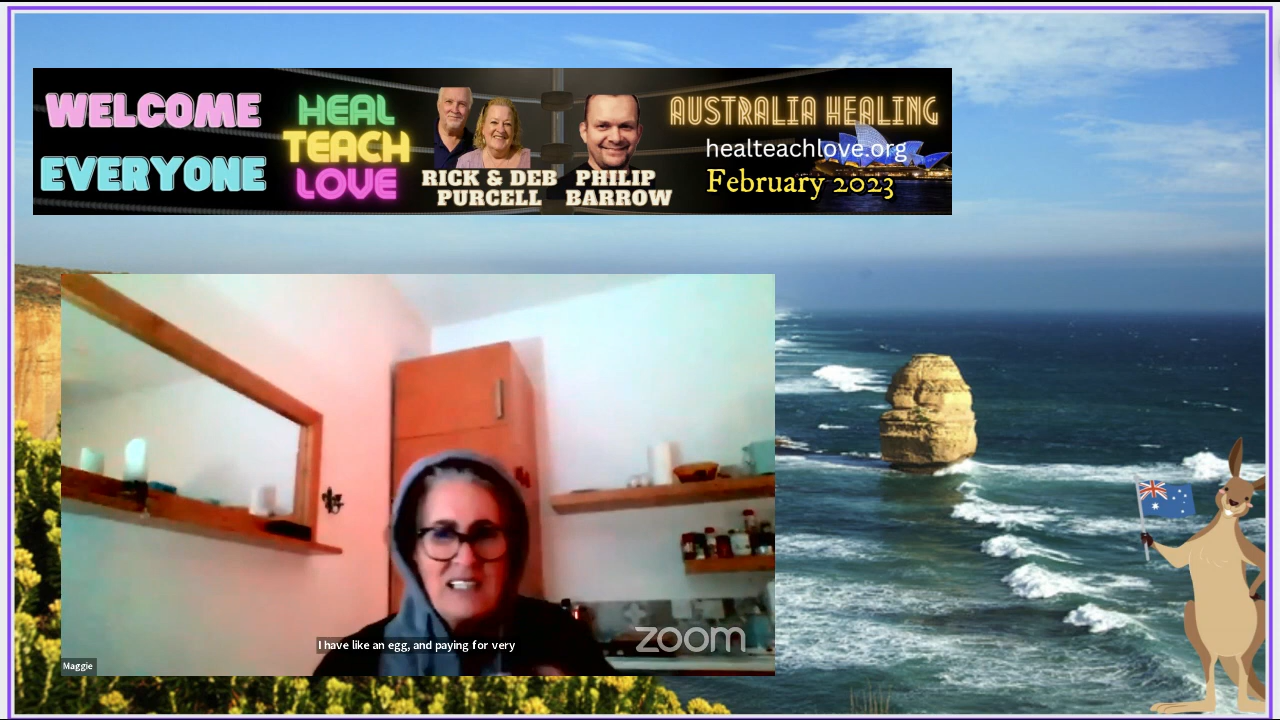 WELCOME
EVERYONE
HEAL
TEACH
LOVE
RICK & DEB
PURCELL
PHILIP
BARROW
AUSTRALIA HEALING
healteachlove.org
February 2023
I have like an egg, and paying for very
zoom
Maggie